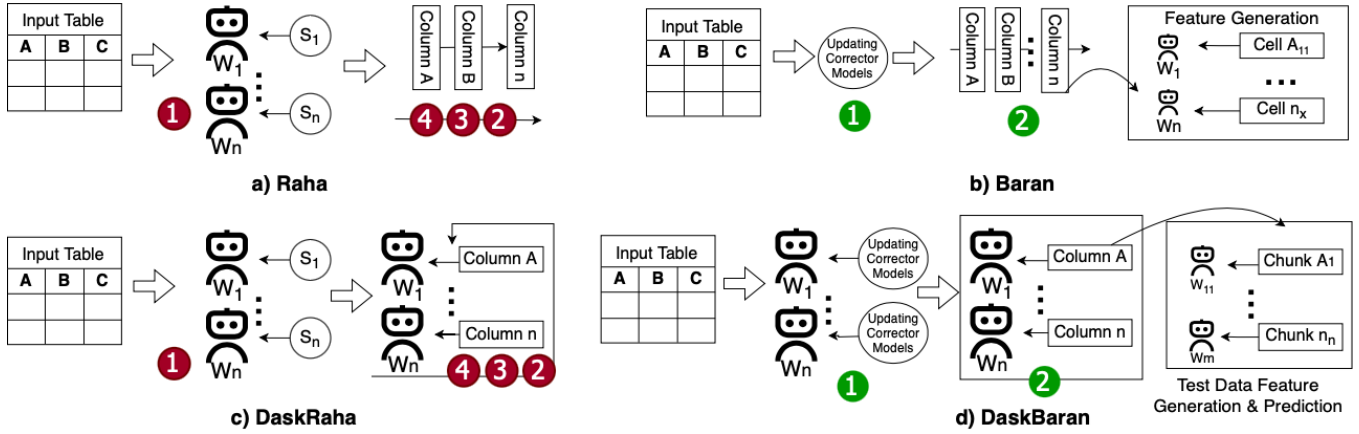 Input Table
A B C
W1
Wn
S1
Sn
1
Column A
Column B
Column n
4 3 2
a) Raha
Input Table
A B C
Updating
Corrector
Models
1
Column A
Column B
Column n
2
Feature Generation
W1
Wn
Cell A11
Cell nx
b) Baran
Input Table
A B C
W1
Wn
S1
Sn
1
W1
Wn
Column A
Column n
4 3 2
c) DaskRaha
Input Table
A B C
W1
Wn
Updating
Corrector
Models
Updating
Corrector
Models
1
W1
Wn
Column A
Column n
2
W11
Wm
Chunk A1
Chunk nn
Test Data Feature
Generation & Prediction
d) DaskBaran